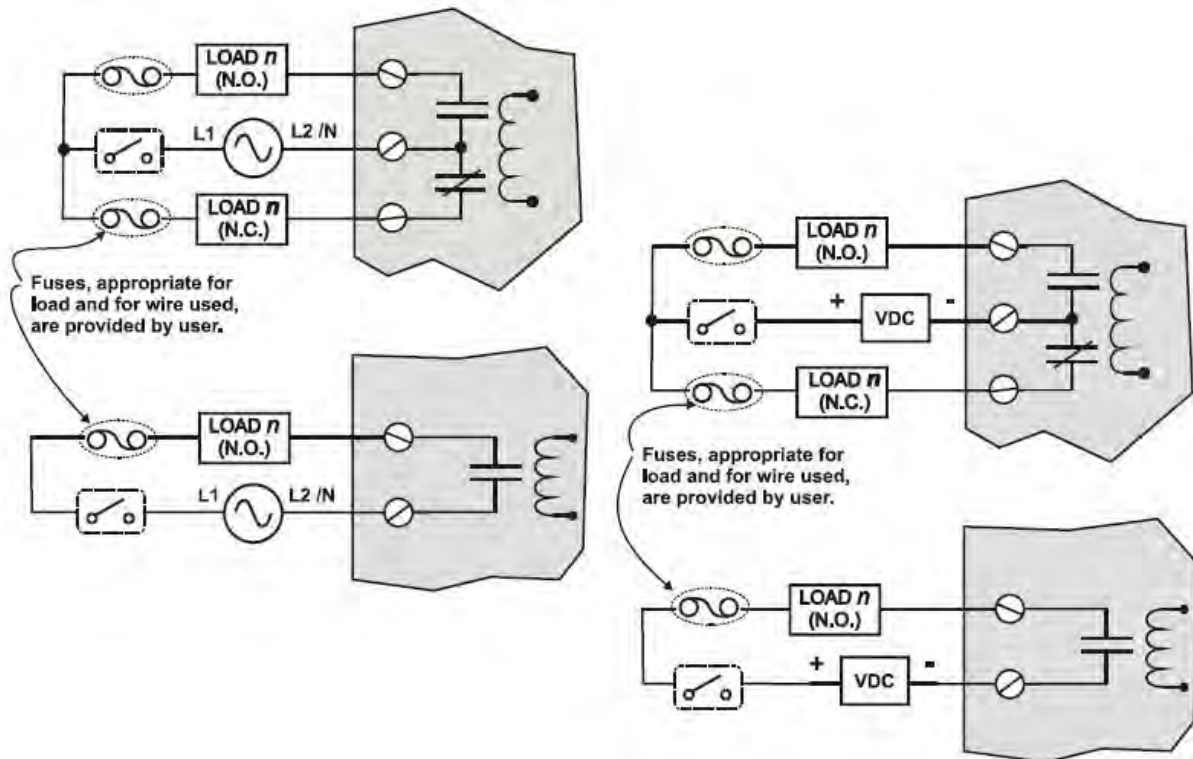 LOAD n
(N.O.)
L1
L2 /N
LOAD n
(N.C.)
Fuses, appropriate for
load and for wire used,
are provided by user.
LOAD n
(N.O.)
L1
L2 /N
LOAD n
(N.O.)
+
VDC
-
LOAD n
(N.C.)
Fuses, appropriate for
load and for wire used,
are provided by user.
LOAD n
(N.O.)
+
VDC
-